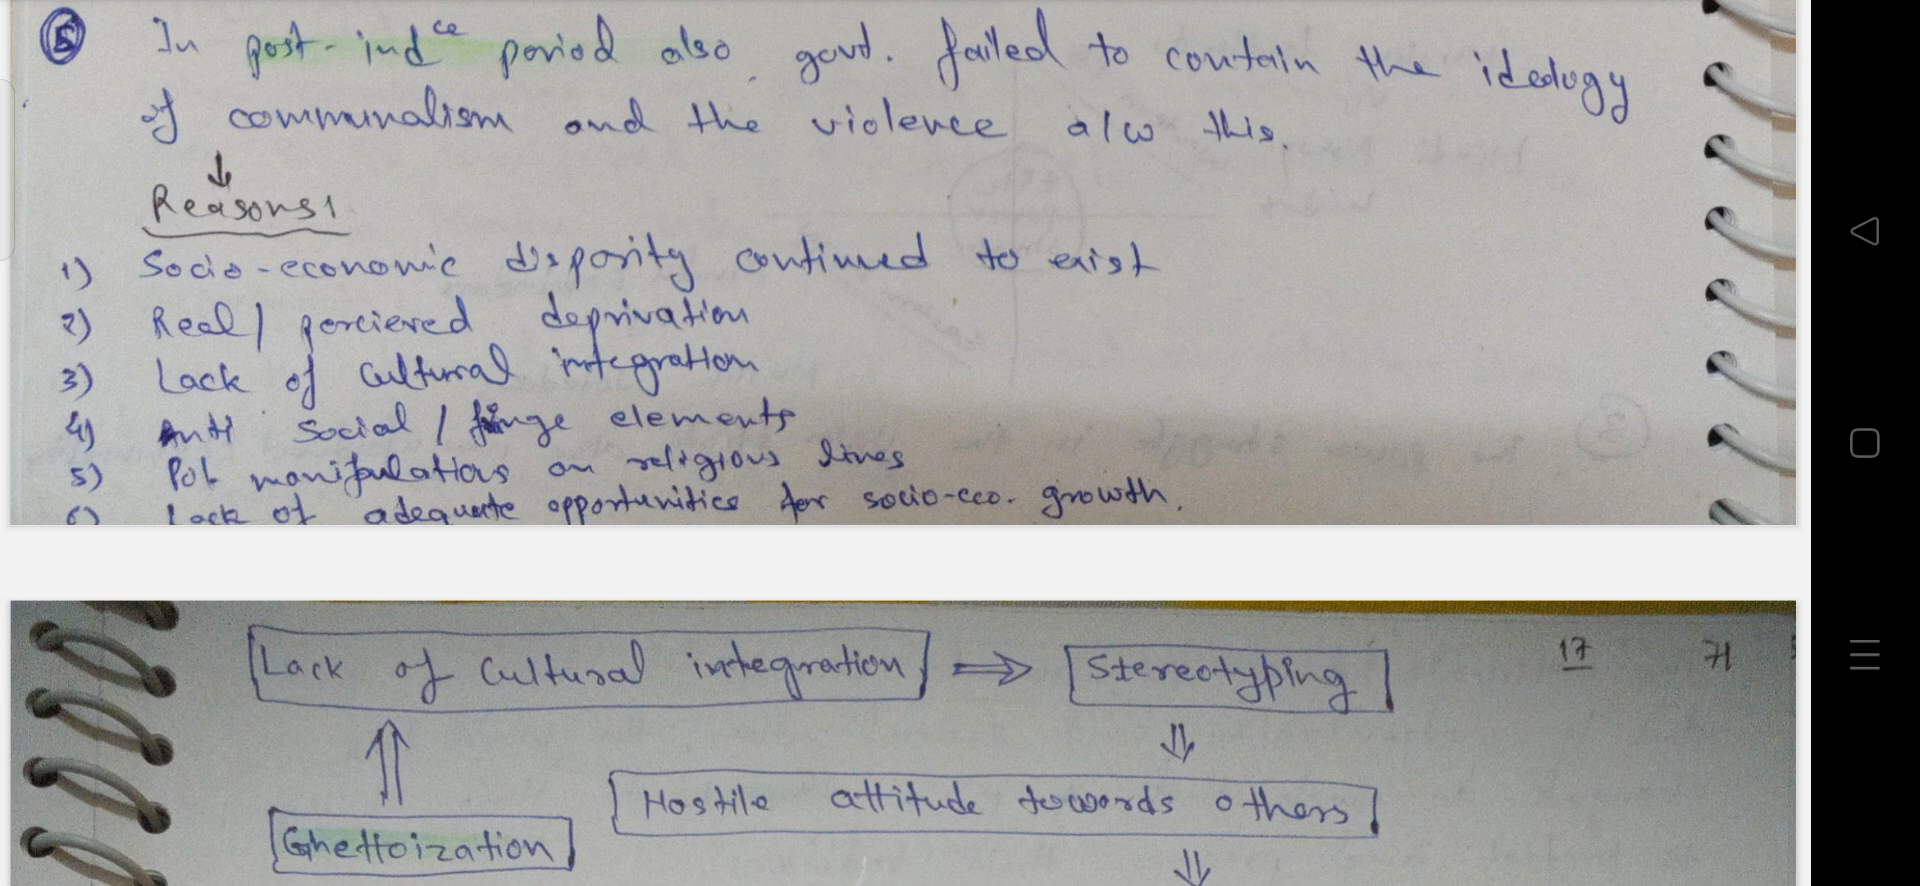 5 In post-indce period also govt. failed to contain the ideology
of communalism and the violence a/w this.
Reasons:
1) Socio-economic disparity continued to exist
2) Real/ percieved deprivation
3) Lack of Cultural integration
4) Anti Social / fringe elements
5) Pol manipulations on religious lines
6) Lack of adequate opportunities for socio-eco. growth.
17 71
Lack of Cultural integration ⇒ Stereotyping
⇑ ⇓
Hostile attitude towards others
Ghettoization
⇓